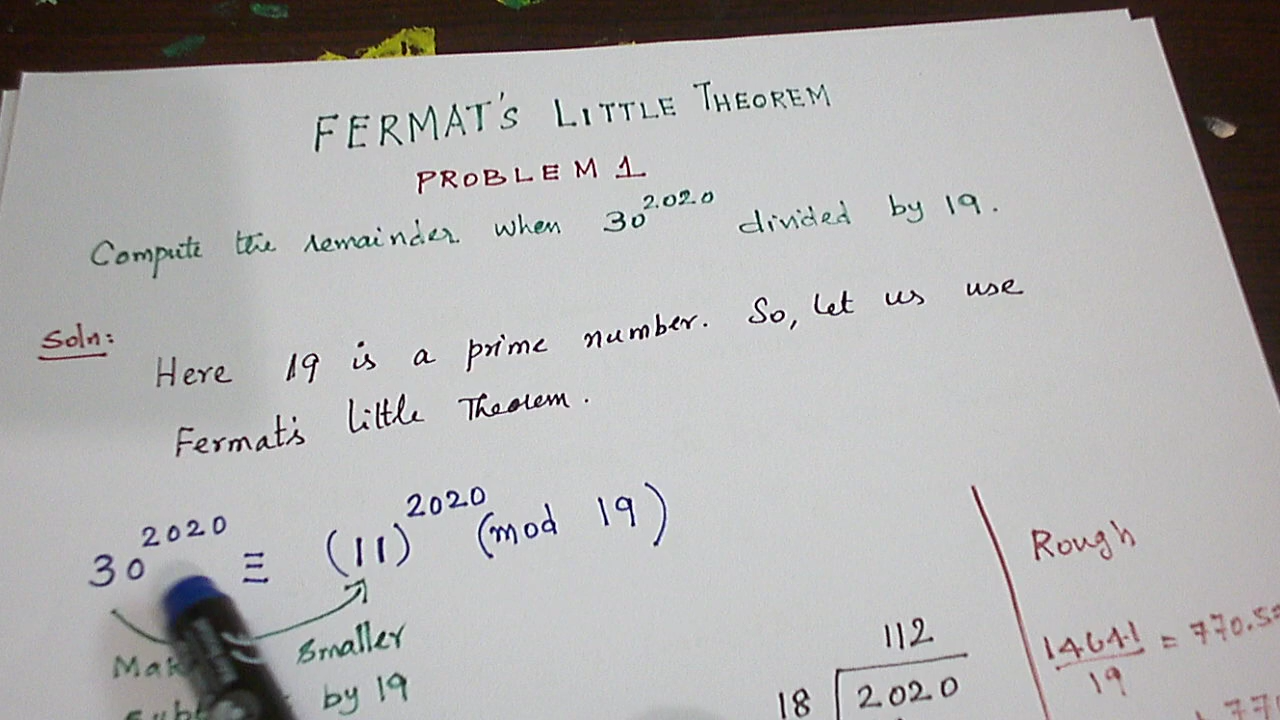 FERMAT'S LITTLE THEOREM
PROBLEM 1
Compute the remainder when 30^2020 divided by 19.
Soln:
Here 19 is a prime number. So, let us use
Fermat's little Theorem.
30^2020 ≡ (11)^2020 (mod 19)
smaller
by 19
112
18 2020
Rough
14641/19 = 770.5